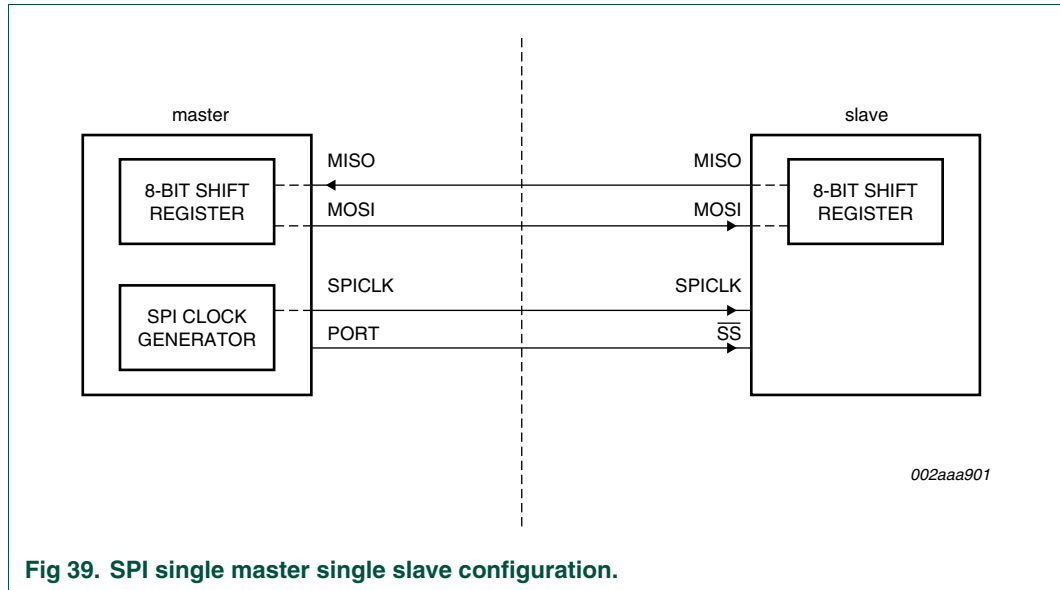 master
slave
MISO
MISO
8-BIT SHIFT
REGISTER
8-BIT SHIFT
REGISTER
MOSI
MOSI
SPICLK
SPICLK
SPI CLOCK
GENERATOR
PORT
S̅S̅
002aaa901
Fig 39. SPI single master single slave configuration.